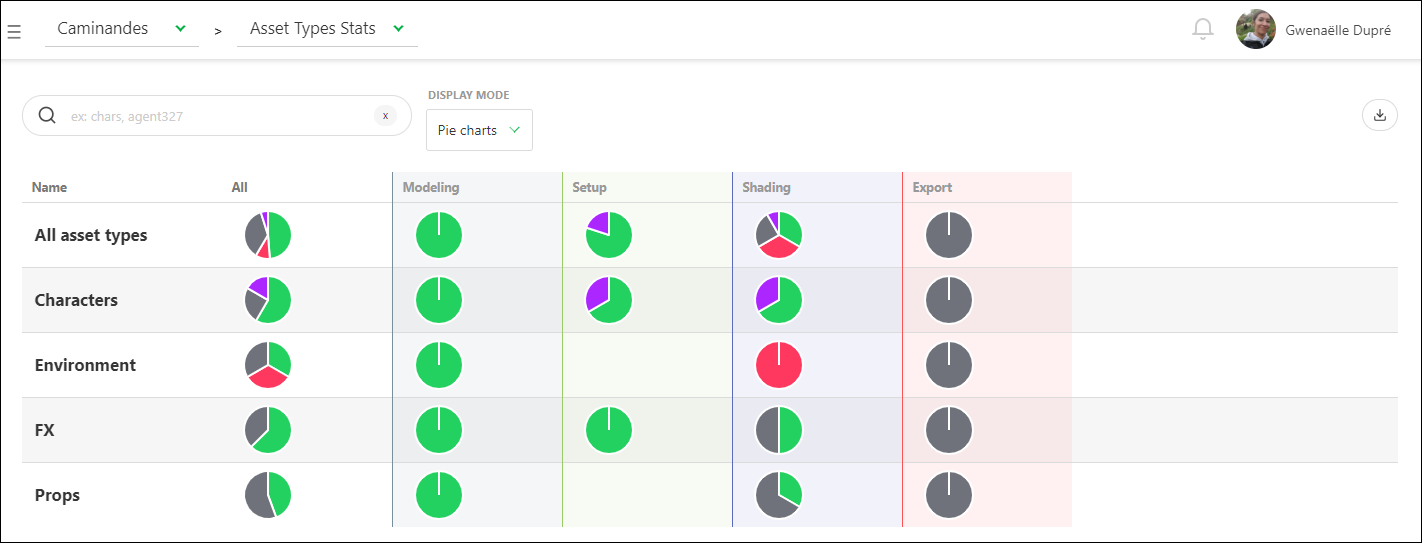 Caminandes > Asset Types Stats Gwenaëlle Dupré
DISPLAY MODE
ex: chars, agent327 x Pie charts
Name All Modeling Setup Shading Export
All asset types
Characters
Environment
FX
Props